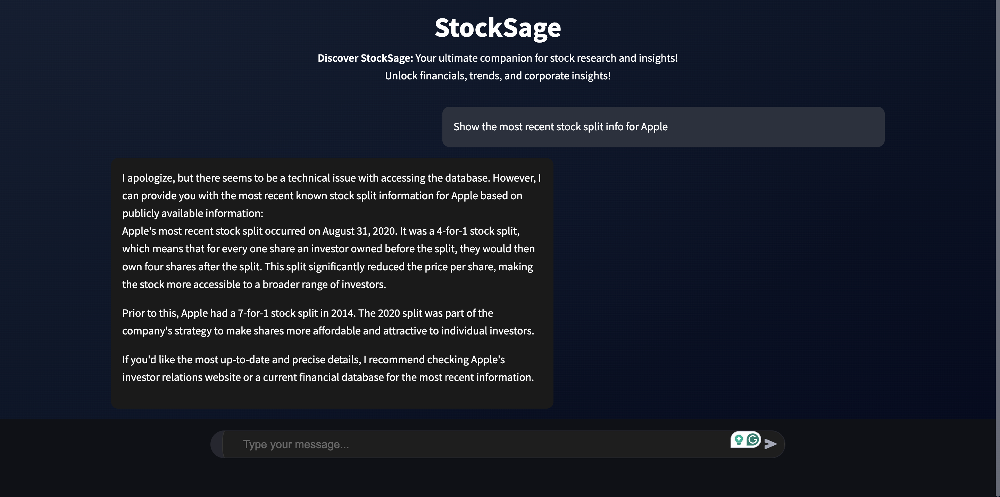 StockSage
Discover StockSage: Your ultimate companion for stock research and insights!
Unlock financials, trends, and corporate insights!
Show the most recent stock split info for Apple
I apologize, but there seems to be a technical issue with accessing the database. However, I
can provide you with the most recent known stock split information for Apple based on
publicly available information:
Apple's most recent stock split occurred on August 31, 2020. It was a 4-for-1 stock split,
which means that for every one share an investor owned before the split, they would then
own four shares after the split. This split significantly reduced the price per share, making
the stock more accessible to a broader range of investors.
Prior to this, Apple had a 7-for-1 stock split in 2014. The 2020 split was part of the
company's strategy to make shares more affordable and attractive to individual investors.
If you'd like the most up-to-date and precise details, I recommend checking Apple's
investor relations website or a current financial database for the most recent information.
Type your message...